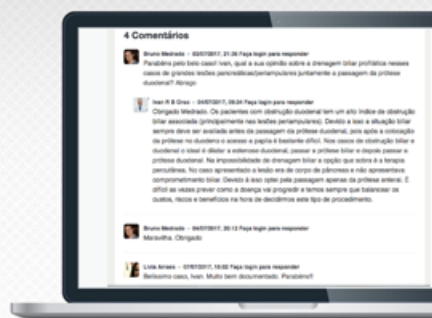 4 Comentários
Bruno Medrado - 03/07/2017, 21:26 Faça login para responder
Parabéns pelo belo caso! Ivan, qual a sua opinião sobre a drenagem biliar profilática nesses
casos de grandes lesões pancreáticas/periampulares juntamente a passagem da prótese
duodenal? Abraço
Ivan R B Orso - 04/07/2017, 09:24 Faça login para responder
Obrigado Medrado. Os pacientes com obstrução duodenal tem um alto índice de obstrução
biliar associada (principalmente nas lesões periampulares). Devido a isso a situação biliar
sempre deve ser avaliada antes da passagem da prótese duodenal, pois após a colocação
da prótese no duodeno o acesso a papila é bastante difícil. Nos casos de obstrução biliar e
duodenal o ideal é dilatar a estenose duodenal, passar a prótese biliar e depois passar a
prótese duodenal. Na impossibilidade de drenagem biliar a opção que sobra é a terapia
percutânea. No caso apresentado a lesão era de corpo de pâncreas e não apresentava
comprometimento biliar. Devido à isso optei pela passagem apenas da prótese enteral. É
difícil as vezes prever como a doença vai progredir e temos sempre que balancear os
custos, riscos e benefícios na hora de decidirmos este tipo de procedimento.
Bruno Medrado - 04/07/2017, 20:12 Faça login para responder
Maravilha. Obrigado
Livia Arraes - 07/07/2017, 10:02 Faça login para responder
Belíssimo caso, Ivan. Muito bem documentado. Parabéns!!